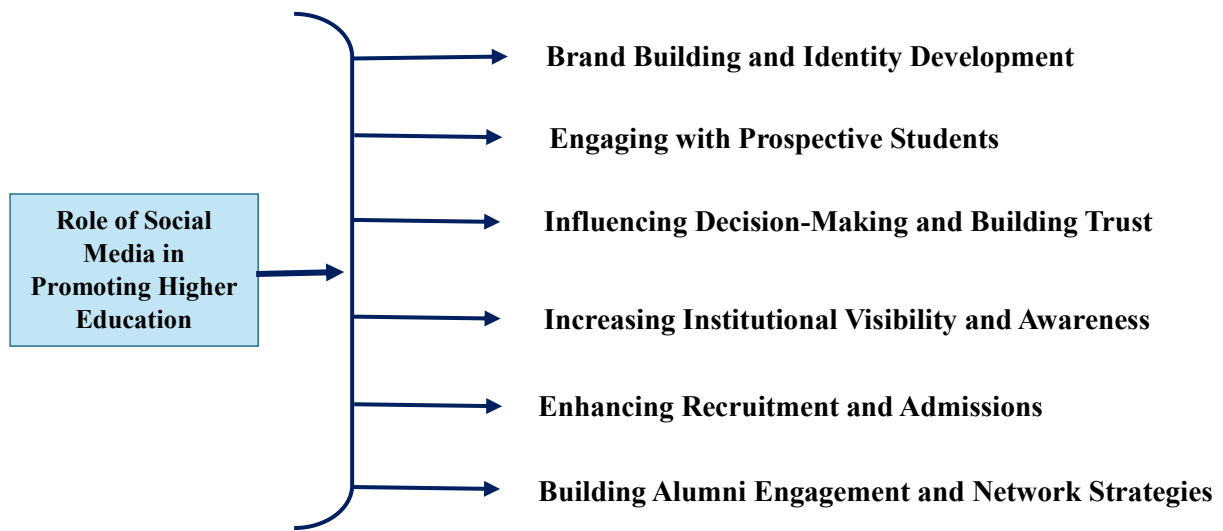 Role of Social
Media in
Promoting Higher
Education
Brand Building and Identity Development
Engaging with Prospective Students
Influencing Decision-Making and Building Trust
Increasing Institutional Visibility and Awareness
Enhancing Recruitment and Admissions
Building Alumni Engagement and Network Strategies